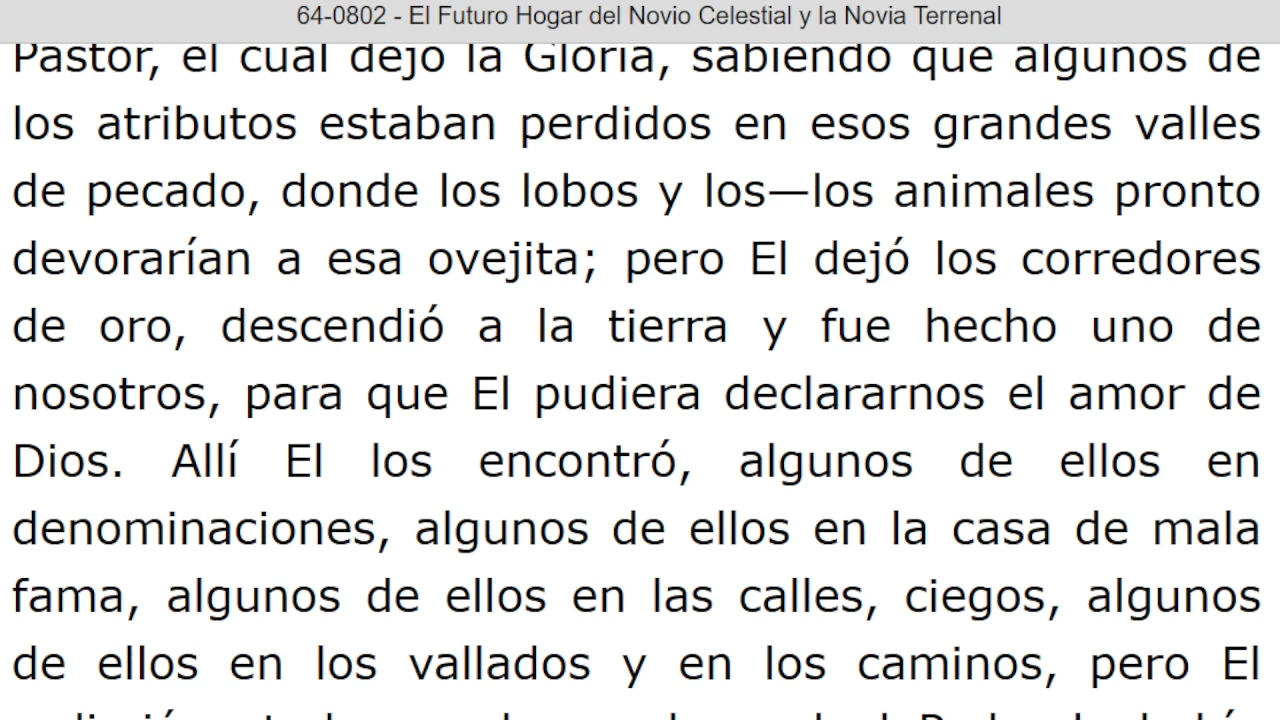 64-0802 - El Futuro Hogar del Novio Celestial y la Novia Terrenal
Pastor, el cual dejó la Gloria, sabiendo que algunos de
los atributos estaban perdidos en esos grandes valles
de pecado, donde los lobos y los—los animales pronto
devorarían a esa ovejita; pero El dejó los corredores
de oro, descendió a la tierra y fue hecho uno de
nosotros, para que El pudiera declararnos el amor de
Dios. Allí El los encontró, algunos de ellos en
denominaciones, algunos de ellos en la casa de mala
fama, algunos de ellos en las calles, ciegos, algunos
de ellos en los vallados y en los caminos, pero El